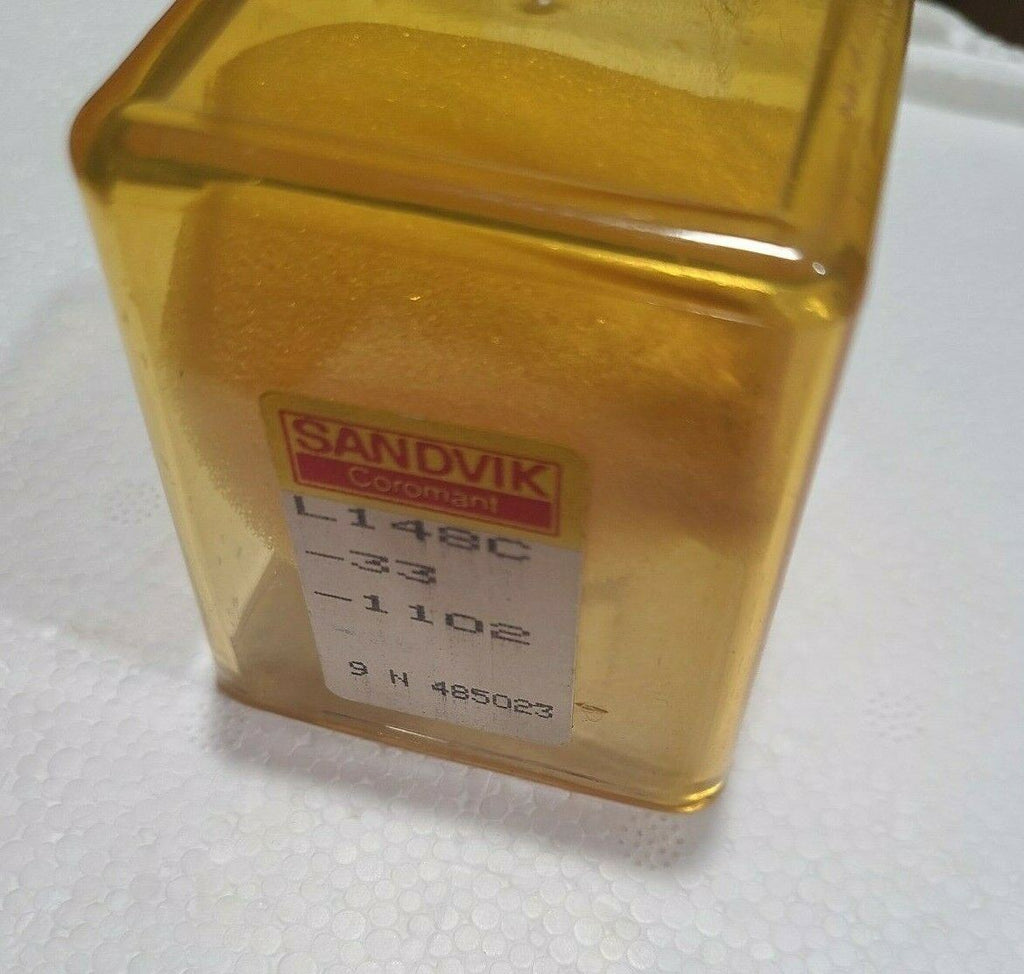 SANDVIK
Coromant
L148C
-33
-1102
9 N 485023